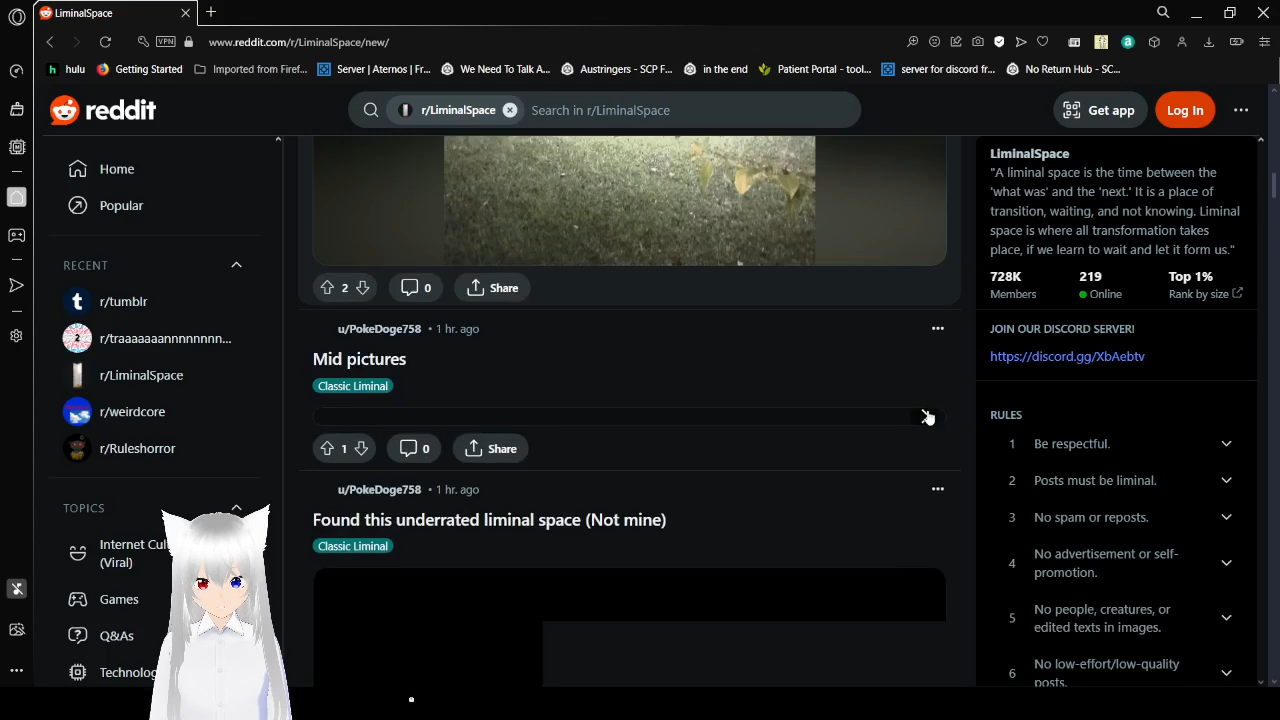 LiminalSpace
VPN www.reddit.com/r/LiminalSpace/new/
h hulu Getting Started Imported from Firef... Server | Aternos | Fr... We Need To Talk A... Austringers - SCP F... in the end Patient Portal - tool... server for discord fr... No Return Hub - SC...
reddit r/LiminalSpace Search in r/LiminalSpace Get app Log In
Home
Popular
RECENT
r/tumblr
r/traaaaaaannnnnnnn...
r/LiminalSpace
r/weirdcore
r/Ruleshorror
TOPICS
Internet Cul
(Viral)
Games
Q&As
Technolog
2 0 Share
u/PokeDoge758 • 1 hr. ago
Mid pictures
Classic Liminal
1 0 Share
u/PokeDoge758 • 1 hr. ago
Found this underrated liminal space (Not mine)
Classic Liminal
LiminalSpace
"A liminal space is the time between the
'what was' and the 'next.' It is a place of
transition, waiting, and not knowing. Liminal
space is where all transformation takes
place, if we learn to wait and let it form us."
728K 219 Top 1%
Members Online Rank by size
JOIN OUR DISCORD SERVER!
https://discord.gg/XbAebtv
RULES
1 Be respectful.
2 Posts must be liminal.
3 No spam or reposts.
4 No advertisement or self-
promotion.
5 No people, creatures, or
edited texts in images.
6 No low-effort/low-quality
posts.